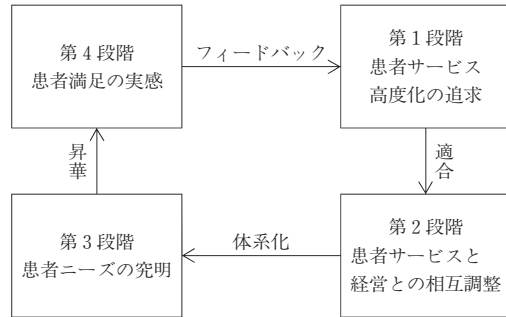 第４段階
患者満足の実感
フィードバック
第１段階
患者サービス
高度化の追求
昇華
適合
第３段階
患者ニーズの究明
体系化
第２段階
患者サービスと
経営との相互調整